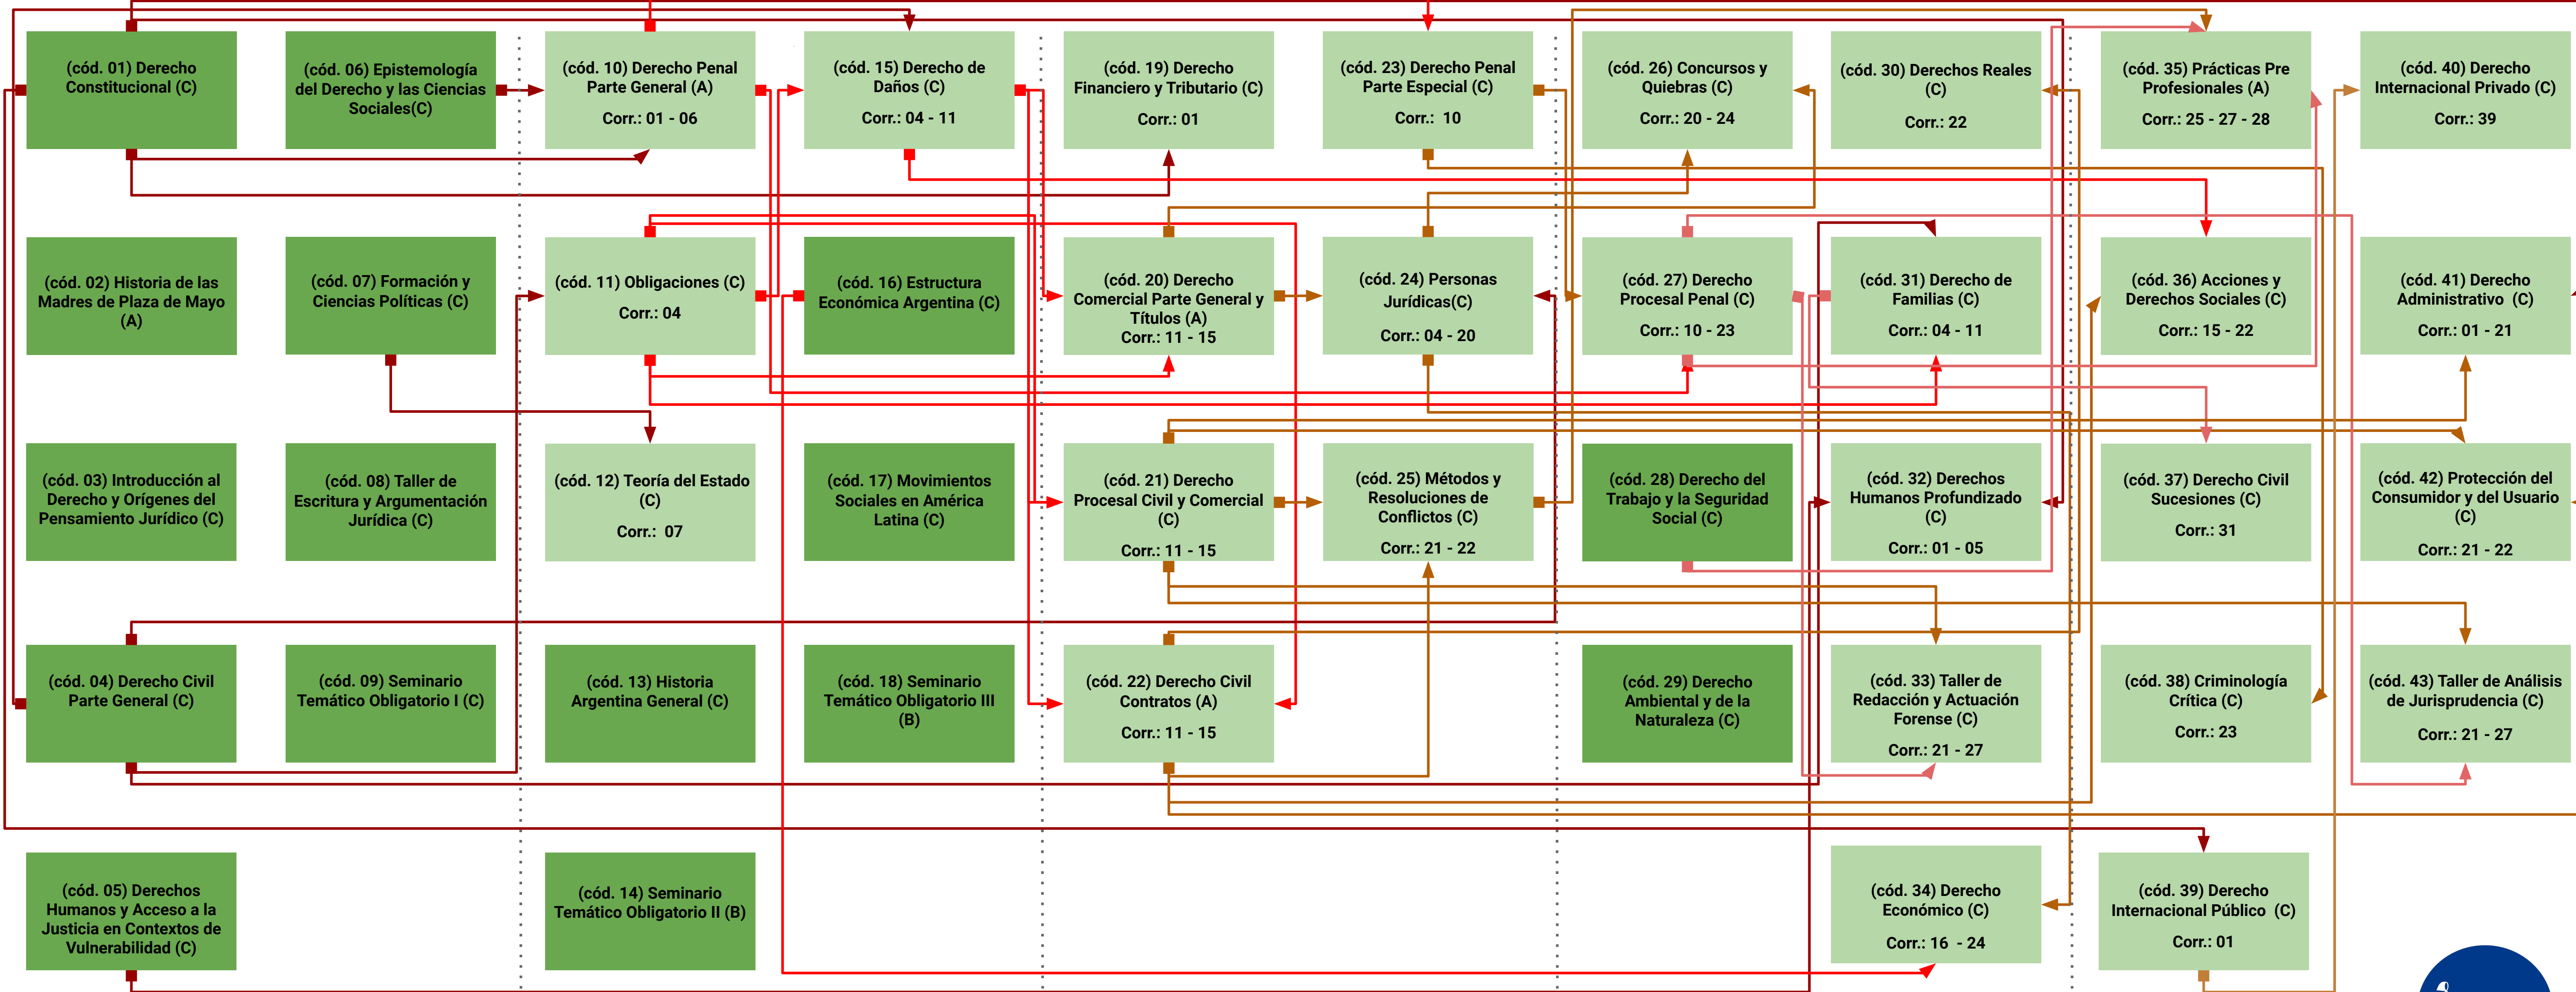 (cód. 01) Derecho
Constitucional (C)
(cód. 06) Epistemología
del Derecho y las Ciencias
Sociales(C)
(cód. 10) Derecho Penal
Parte General (A)
Corr.: 01 - 06
(cód. 15) Derecho de
Daños (C)
Corr.: 04 - 11
(cód. 19) Derecho
Financiero y Tributario (C)
Corr.: 01
(cód. 23) Derecho Penal
Parte Especial (C)
Corr.: 10
(cód. 26) Concursos y
Quiebras (C)
Corr.: 20 - 24
(cód. 30) Derechos Reales
(C)
Corr.: 22
(cód. 35) Prácticas Pre
Profesionales (A)
Corr.: 25 - 27 - 28
(cód. 40) Derecho
Internacional Privado (C)
Corr.: 39
(cód. 02) Historia de las
Madres de Plaza de Mayo
(A)
(cód. 07) Formación y
Ciencias Políticas (C)
(cód. 11) Obligaciones (C)
Corr.: 04
(cód. 16) Estructura
Económica Argentina (C)
(cód. 20) Derecho
Comercial Parte General y
Títulos (A)
Corr.: 11 - 15
(cód. 24) Personas
Jurídicas(C)
Corr.: 04 - 20
(cód. 27) Derecho
Procesal Penal (C)
Corr.: 10 - 23
(cód. 31) Derecho de
Familias (C)
Corr.: 04 - 11
(cód. 36) Acciones y
Derechos Sociales (C)
Corr.: 15 - 22
(cód. 41) Derecho
Administrativo (C)
Corr.: 01 - 21
(cód. 03) Introducción al
Derecho y Orígenes del
Pensamiento Jurídico (C)
(cód. 08) Taller de
Escritura y Argumentación
Jurídica (C)
(cód. 12) Teoría del Estado
(C)
Corr.: 07
(cód. 17) Movimientos
Sociales en América
Latina (C)
(cód. 21) Derecho
Procesal Civil y Comercial
(C)
Corr.: 11 - 15
(cód. 25) Métodos y
Resoluciones de
Conflictos (C)
Corr.: 21 - 22
(cód. 28) Derecho del
Trabajo y la Seguridad
Social (C)
(cód. 32) Derechos
Humanos Profundizado
(C)
Corr.: 01 - 05
(cód. 37) Derecho Civil
Sucesiones (C)
Corr.: 31
(cód. 42) Protección del
Consumidor y del Usuario
(C)
Corr.: 21 - 22
(cód. 04) Derecho Civil
Parte General (C)
(cód. 09) Seminario
Temático Obligatorio I (C)
(cód. 13) Historia
Argentina General (C)
(cód. 18) Seminario
Temático Obligatorio III
(B)
(cód. 22) Derecho Civil
Contratos (A)
Corr.: 11 - 15
(cód. 29) Derecho
Ambiental y de la
Naturaleza (C)
(cód. 33) Taller de
Redacción y Actuación
Forense (C)
Corr.: 21 - 27
(cód. 38) Criminología
Crítica (C)
Corr.: 23
(cód. 43) Taller de Análisis
de Jurisprudencia (C)
Corr.: 21 - 27
(cód. 05) Derechos
Humanos y Acceso a la
Justicia en Contextos de
Vulnerabilidad (C)
(cód. 14) Seminario
Temático Obligatorio II (B)
(cód. 34) Derecho
Económico (C)
Corr.: 16 - 24
(cód. 39) Derecho
Internacional Público (C)
Corr.: 01